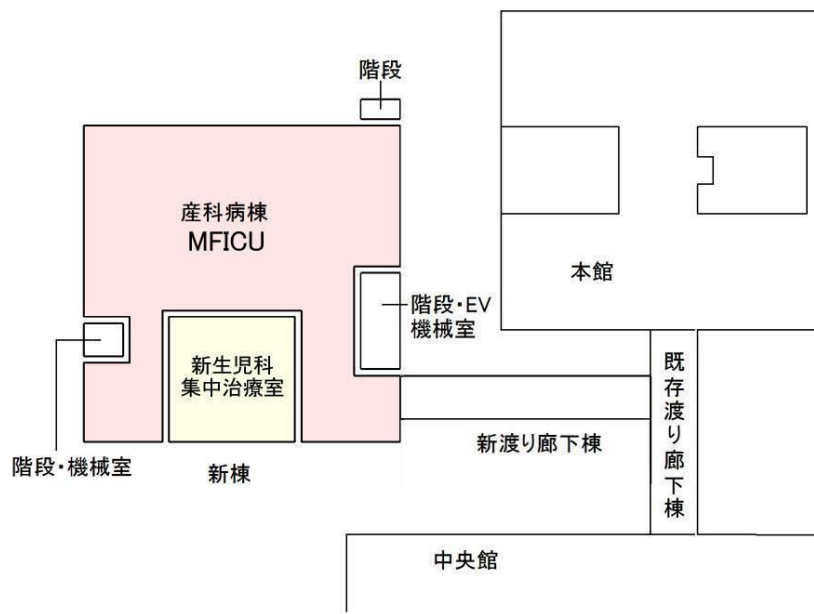 階段
産科病棟
MFICU
本館
階段・EV
機械室
新生児科
集中治療室
既存渡り廊下棟
新渡り廊下棟
階段・機械室
新棟
中央館